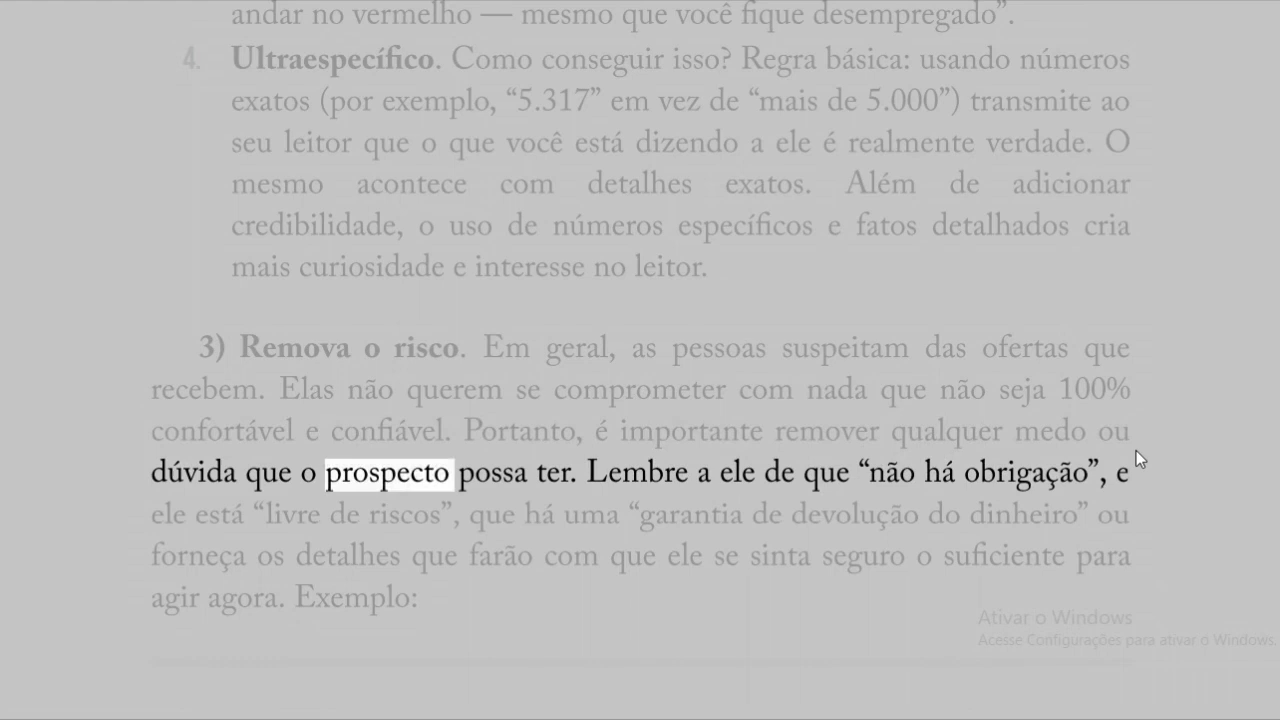 andar no vermelho — mesmo que você fique desempregado”.
4. Ultraespecífico. Como conseguir isso? Regra básica: usando números
exatos (por exemplo, “5.317” em vez de “mais de 5.000”) transmite ao
seu leitor que o que você está dizendo a ele é realmente verdade. O
mesmo acontece com detalhes exatos. Além de adicionar
credibilidade, o uso de números específicos e fatos detalhados cria
mais curiosidade e interesse no leitor.
3) Remova o risco. Em geral, as pessoas suspeitam das ofertas que
recebem. Elas não querem se comprometer com nada que não seja 100%
confortável e confiável. Portanto, é importante remover qualquer medo ou
dúvida que o prospecto possa ter. Lembre a ele de que “não há obrigação”, e
ele está “livre de riscos”, que há uma “garantia de devolução do dinheiro” ou
forneça os detalhes que farão com que ele se sinta seguro o suficiente para
agir agora. Exemplo:
Ativar o Windows
Acesse Configurações para ativar o Windows.